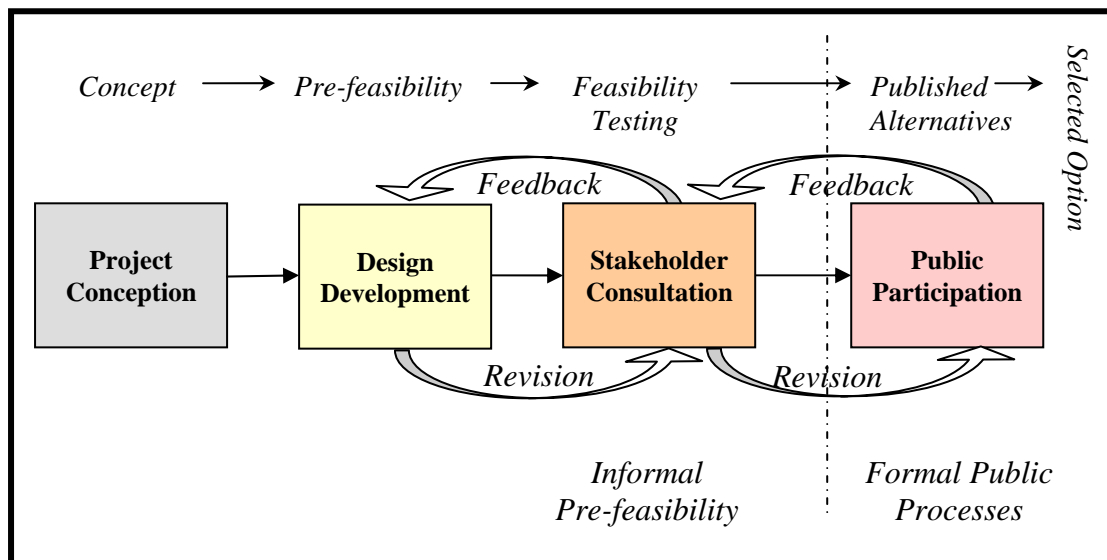 Concept
Pre-feasibility
Feasibility
Testing
Published
Alternatives
Selected Option
Feedback
Feedback
Project
Conception
Design
Development
Stakeholder
Consultation
Public
Participation
Revision
Revision
Informal
Pre-feasibility
Formal Public
Processes